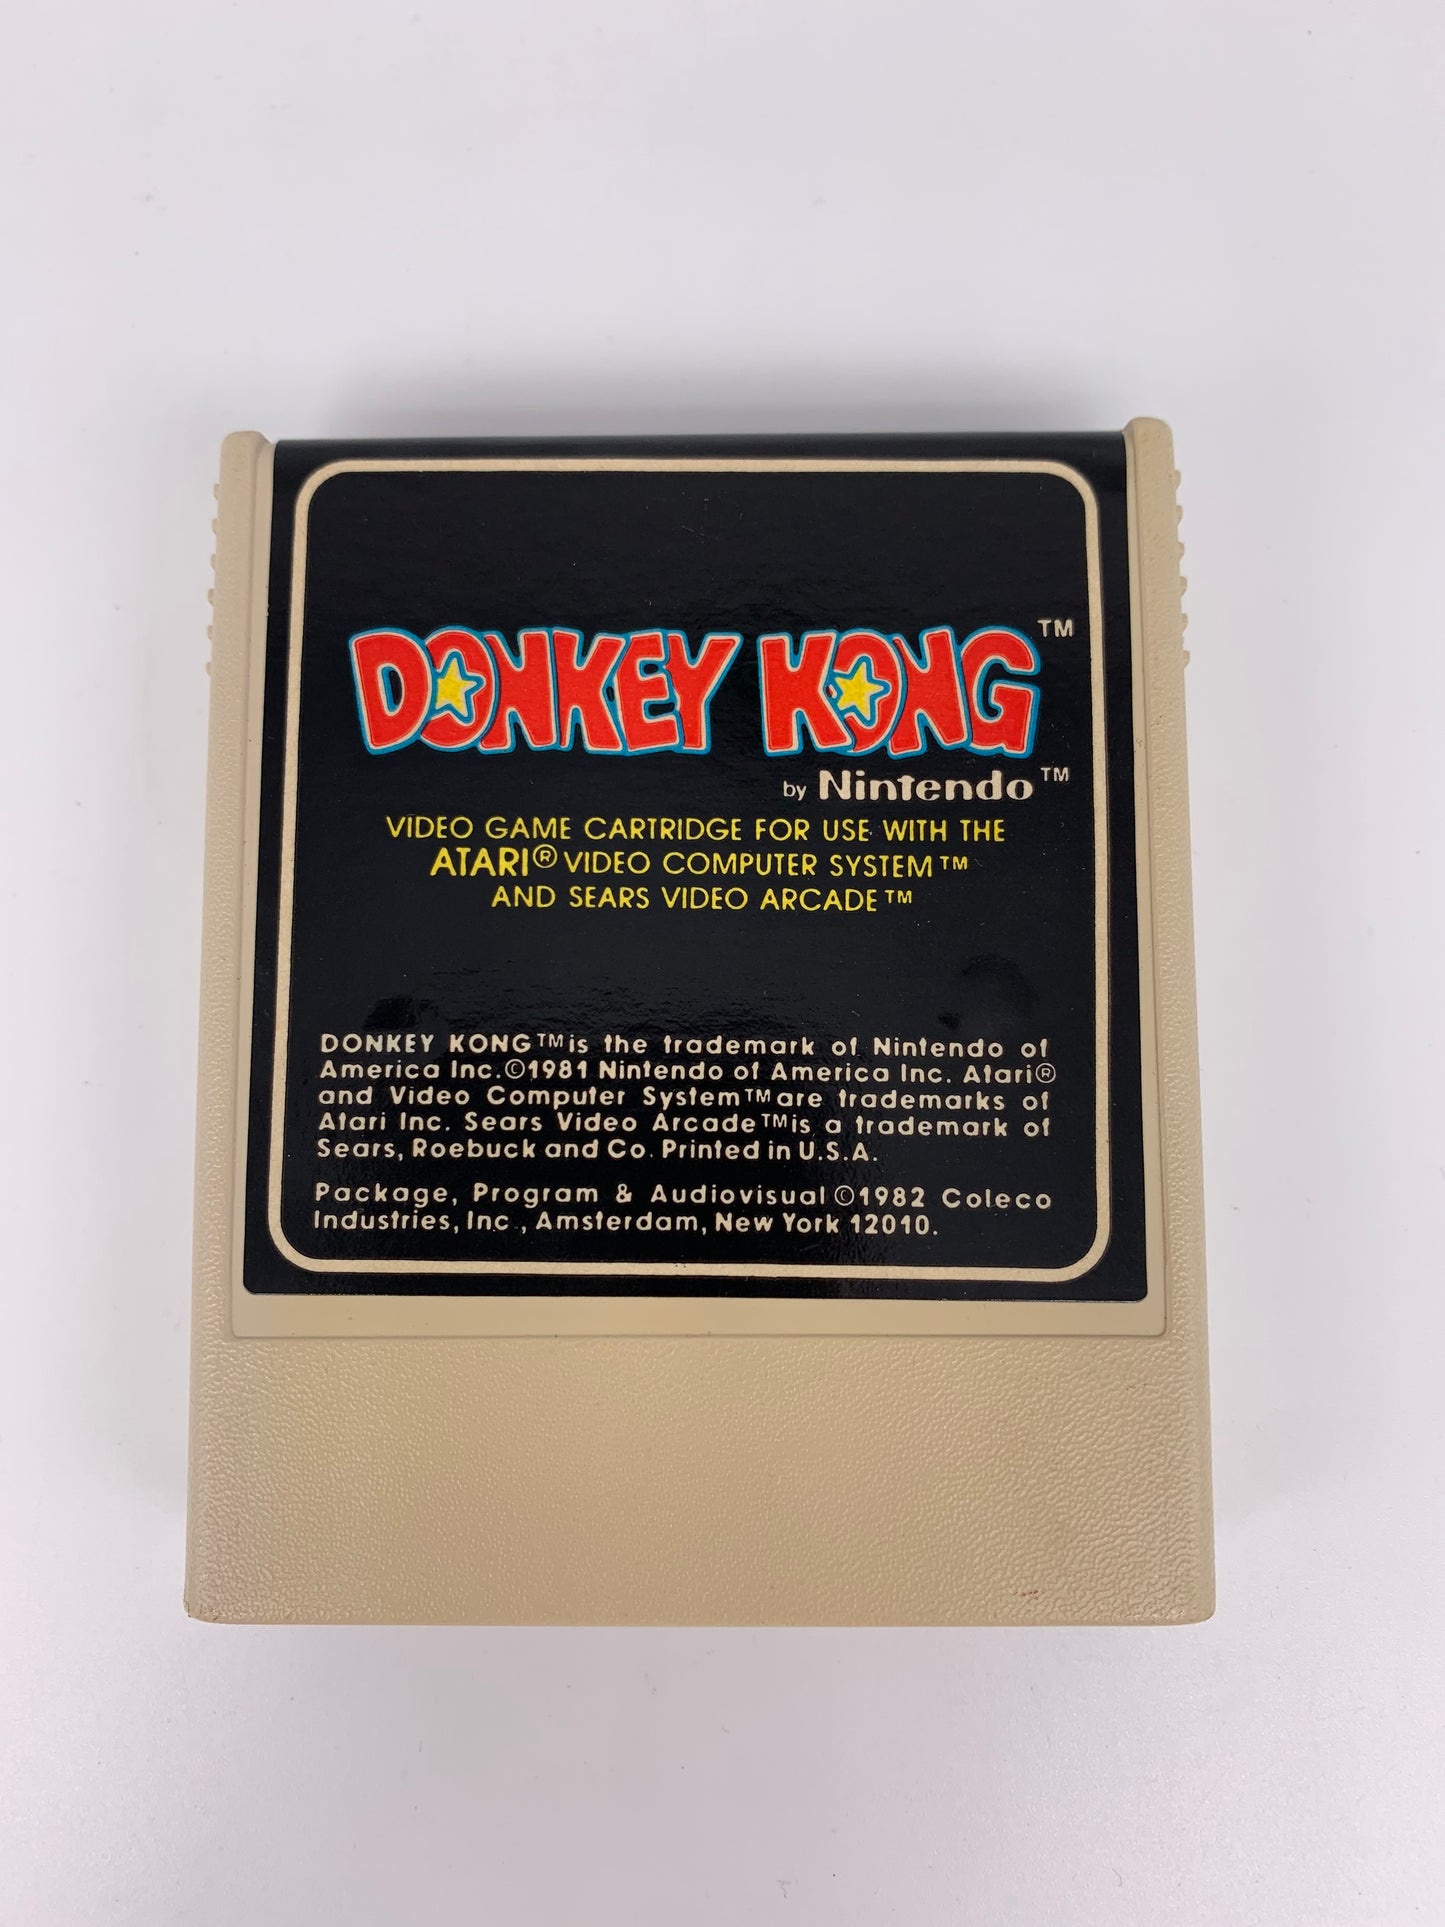 DONKEY KONG™
by Nintendo™
VIDEO GAME CARTRIDGE FOR USE WITH THE
ATARI® VIDEO COMPUTER SYSTEM™
AND SEARS VIDEO ARCADE™
DONKEY KONG™ is the trademark of Nintendo of
America Inc. ©1981 Nintendo of America Inc. Atari®
and Video Computer System™ are trademarks of
Atari Inc. Sears Video Arcade™ is a trademark of
Sears, Roebuck and Co. Printed in U.S.A.
Package, Program & Audiovisual ©1982 Coleco
Industries, Inc., Amsterdam, New York 12010.